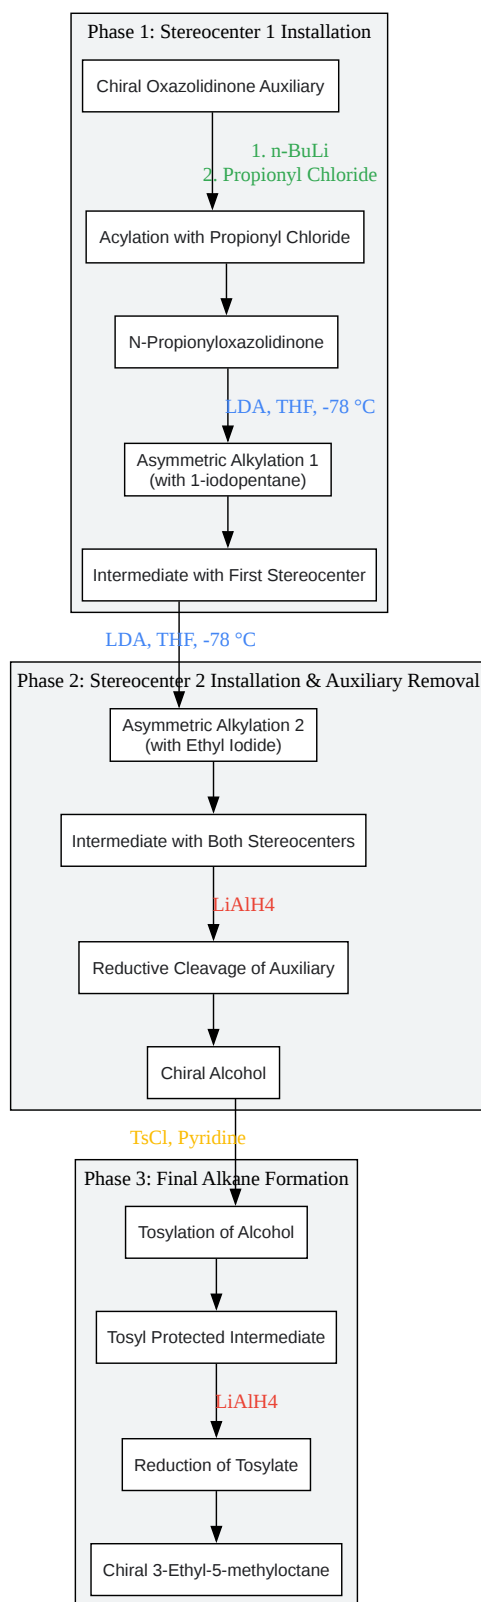 Phase 1: Stereocenter 1 Installation
Chiral Oxazolidinone Auxiliary
1. n-BuLi
2. Propionyl Chloride
Acylation with Propionyl Chloride
N-Propionyloxazolidinone
LDA, THF, -78 °C
Asymmetric Alkylation 1
(with 1-iodopentane)
Intermediate with First Stereocenter
LDA, THF, -78 °C
Phase 2: Stereocenter 2 Installation & Auxiliary Removal
Asymmetric Alkylation 2
(with Ethyl Iodide)
Intermediate with Both Stereocenters
LiAlH4
Reductive Cleavage of Auxiliary
Chiral Alcohol
TsCl, Pyridine
Phase 3: Final Alkane Formation
Tosylation of Alcohol
Tosyl Protected Intermediate
LiAlH4
Reduction of Tosylate
Chiral 3-Ethyl-5-methyloctane